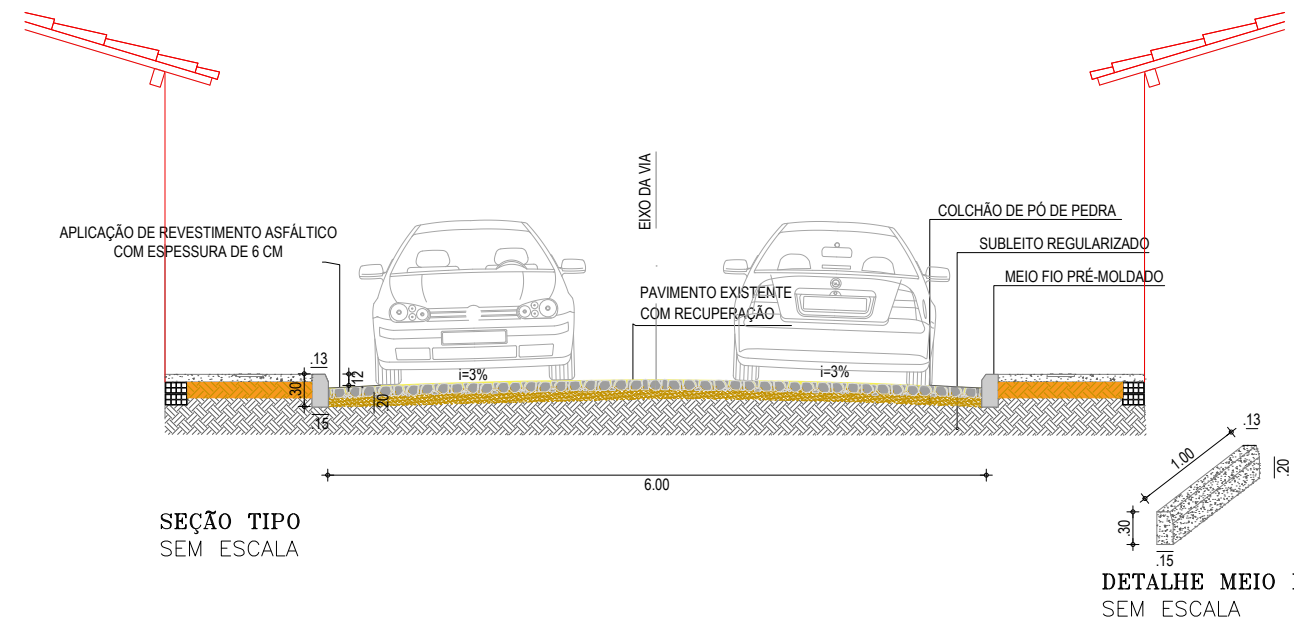 EIXO DA VIA
COLCHÃO DE PÓ DE PEDRA
APLICAÇÃO DE REVESTIMENTO ASFÁLTICO
COM ESPESSURA DE 6 CM
SUBLEITO REGULARIZADO
MEIO FIO PRÉ-MOLDADO
PAVIMENTO EXISTENTE
COM RECUPERAÇÃO
.13
12
i=3%
i=3%
.30
.20
.15
6.00
.13
1.00
.20
.30
.15
SEÇÃO TIPO
SEM ESCALA
DETALHE MEIO
SEM ESCALA